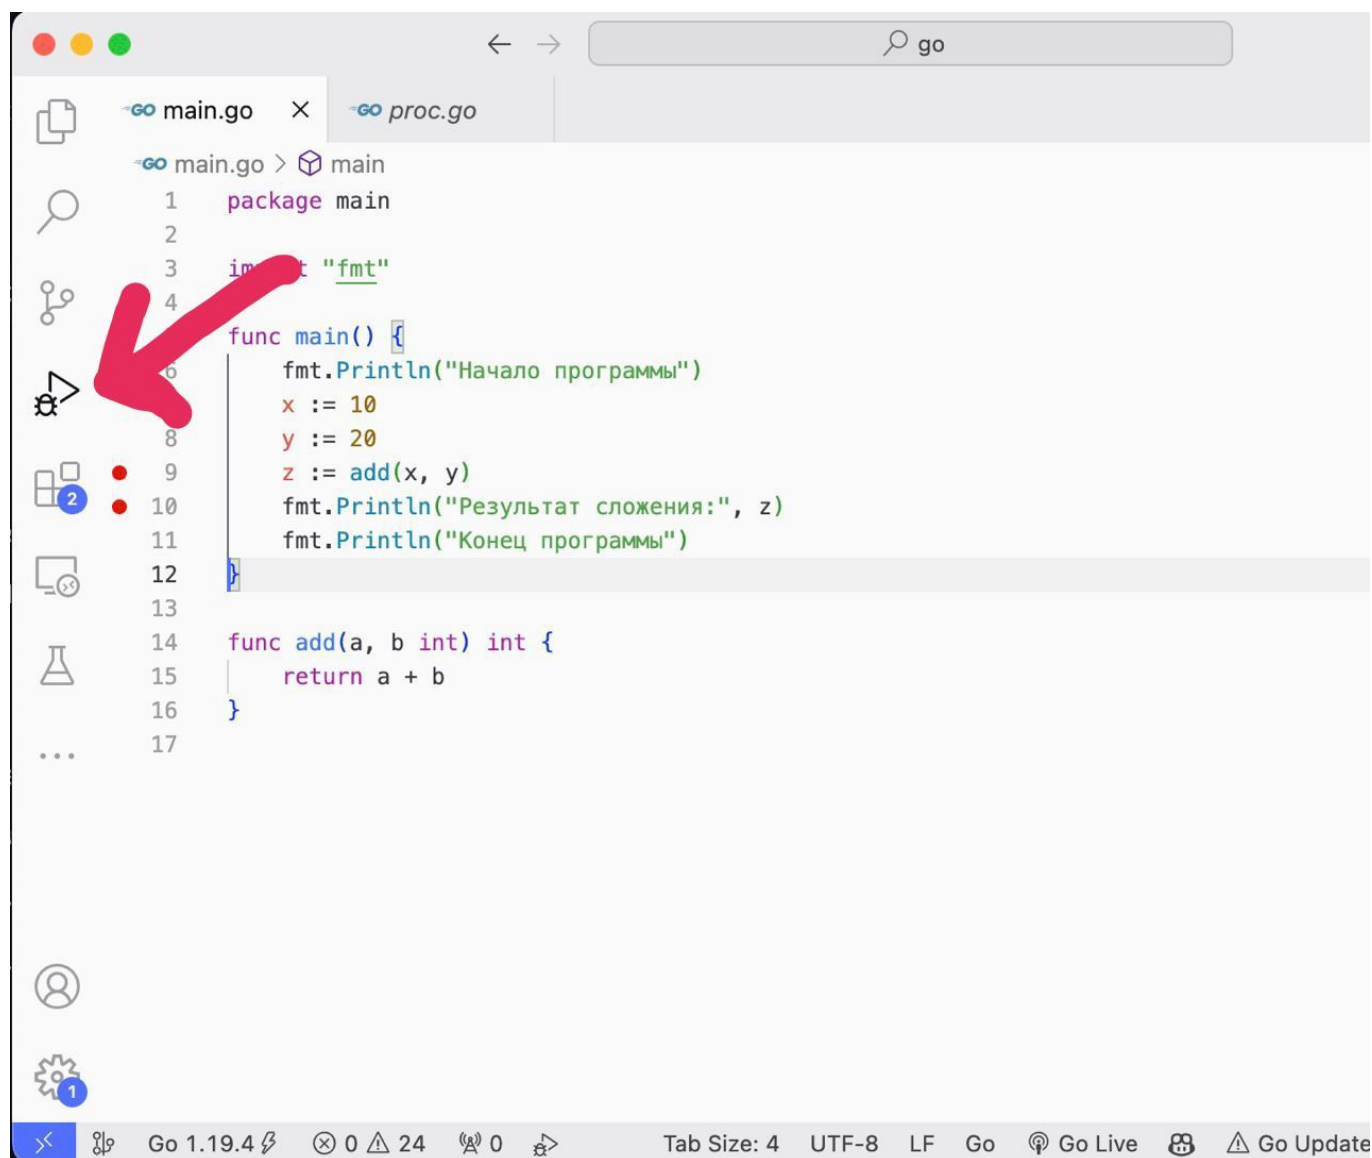 go
GO main.go proc.go
GO main.go > main
1 package main
2
3 import "fmt"
4
func main() {
6 fmt.Println("Начало программы")
x := 10
8 y := 20
9 z := add(x, y)
10 fmt.Println("Результат сложения:", z)
11 fmt.Println("Конец программы")
12 }
13
14 func add(a, b int) int {
15 return a + b
16 }
17
2
1
Go 1.19.4 0 24 0 Tab Size: 4 UTF-8 LF Go Go Live Go Update